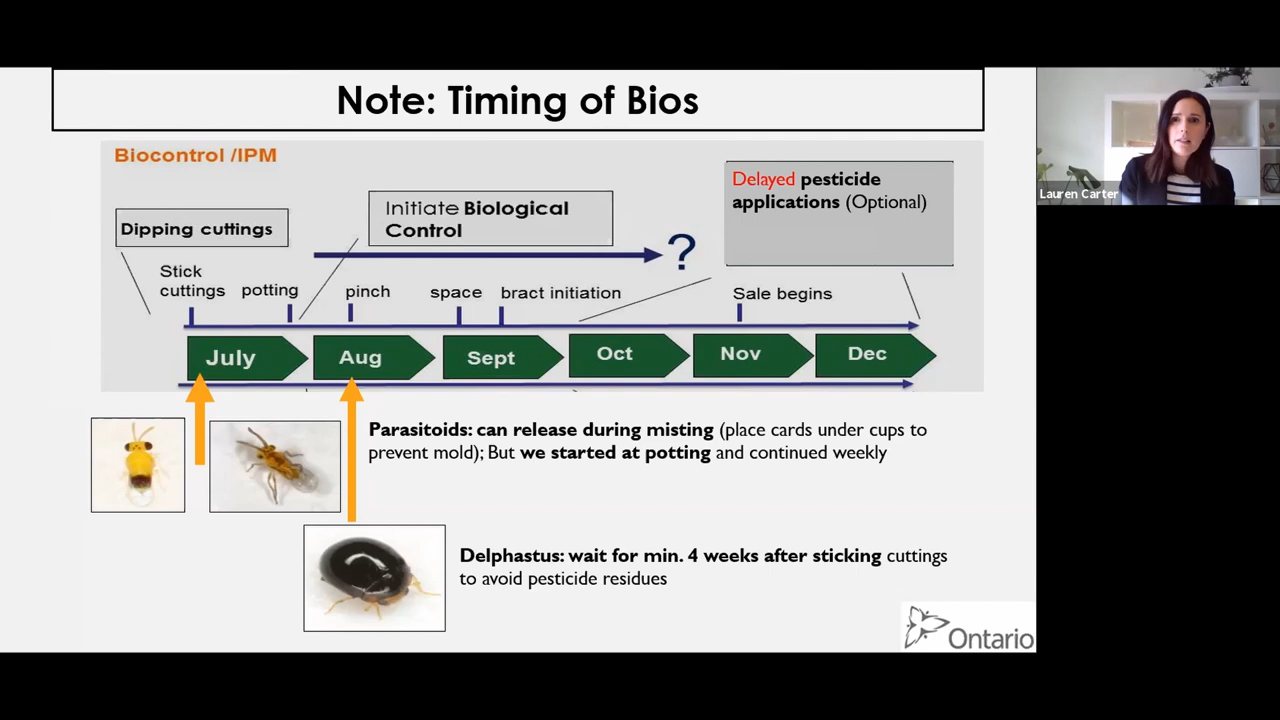 Note: Timing of Bios
Biocontrol /IPM
Delayed pesticide
applications (Optional)
Initiate Biological
Control
Dipping cuttings
?
Stick
cuttings
potting
pinch
space
bract initiation
Sale begins
July
Aug
Sept
Oct
Nov
Dec
Parasitoids: can release during misting (place cards under cups to
prevent mold); But we started at potting and continued weekly
Delphastus: wait for min. 4 weeks after sticking cuttings
to avoid pesticide residues
Ontario
Lauren Carter